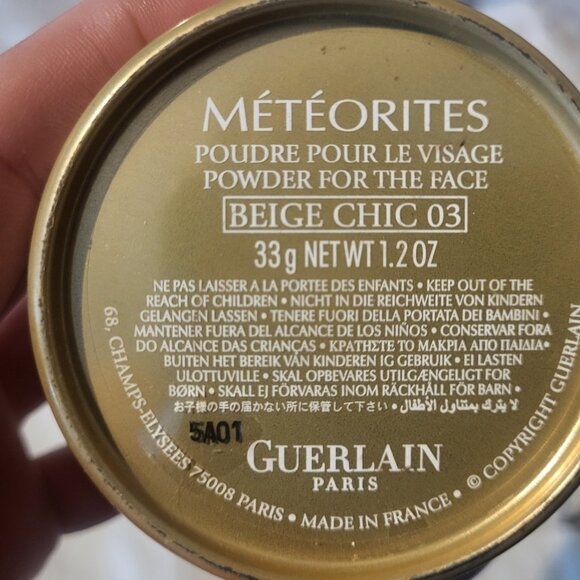 MÉTÉORITES
POUDRE POUR LE VISAGE
POWDER FOR THE FACE
BEIGE CHIC 03
33g NET WT 1.2 OZ
NE PAS LAISSER A LA PORTEE DES ENFANTS • KEEP OUT OF THE
REACH OF CHILDREN • NICHT IN DIE REICHWEITE VON KINDERN
GELANGEN LASSEN • TENERE FUORI DELLA PORTATA DEI BAMBINI •
MANTENER FUERA DEL ALCANCE DE LOS NIÑOS • CONSERVAR FORA
DO ALCANCE DAS CRIANÇAS • ΚΡΑΤΗΣΤΕ ΤΟ ΜΑΚΡΙΑ ΑΠΟ ΠΑΙΔΙΑ•
BUITEN HET BEREIK VAN KINDEREN IG GEBRUIK • EI LASTEN
ULOTTUVILLE • SKAL OPBEVARES UTILGÆNGELIGT FOR
BØRN • SKALL EJ FÖRVARAS INOM RÄCKHÅLL FÖR BARN •
お子様の手の届かない所に保管して下さい • لا يترك بمتناول الأطفال
5A01
GUERLAIN
PARIS
68, CHAMPS-ELYSEES 75008 PARIS • MADE IN FRANCE • © COPYRIGHT GUERLAIN